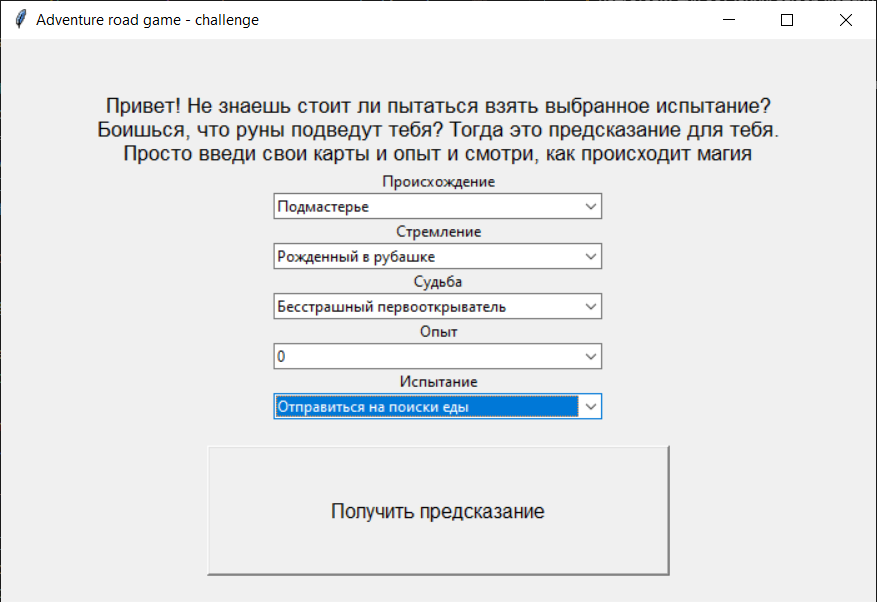 Adventure road game - challenge
Привет! Не знаешь стоит ли пытаться взять выбранное испытание?
Боишься, что руны подведут тебя? Тогда это предсказание для тебя.
Просто введи свои карты и опыт и смотри, как происходит магия
Происхождение
Подмастерье
Стремление
Рожденный в рубашке
Судьба
Бесстрашный первооткрыватель
Опыт
0
Испытание
Отправиться на поиски еды
Получить предсказание